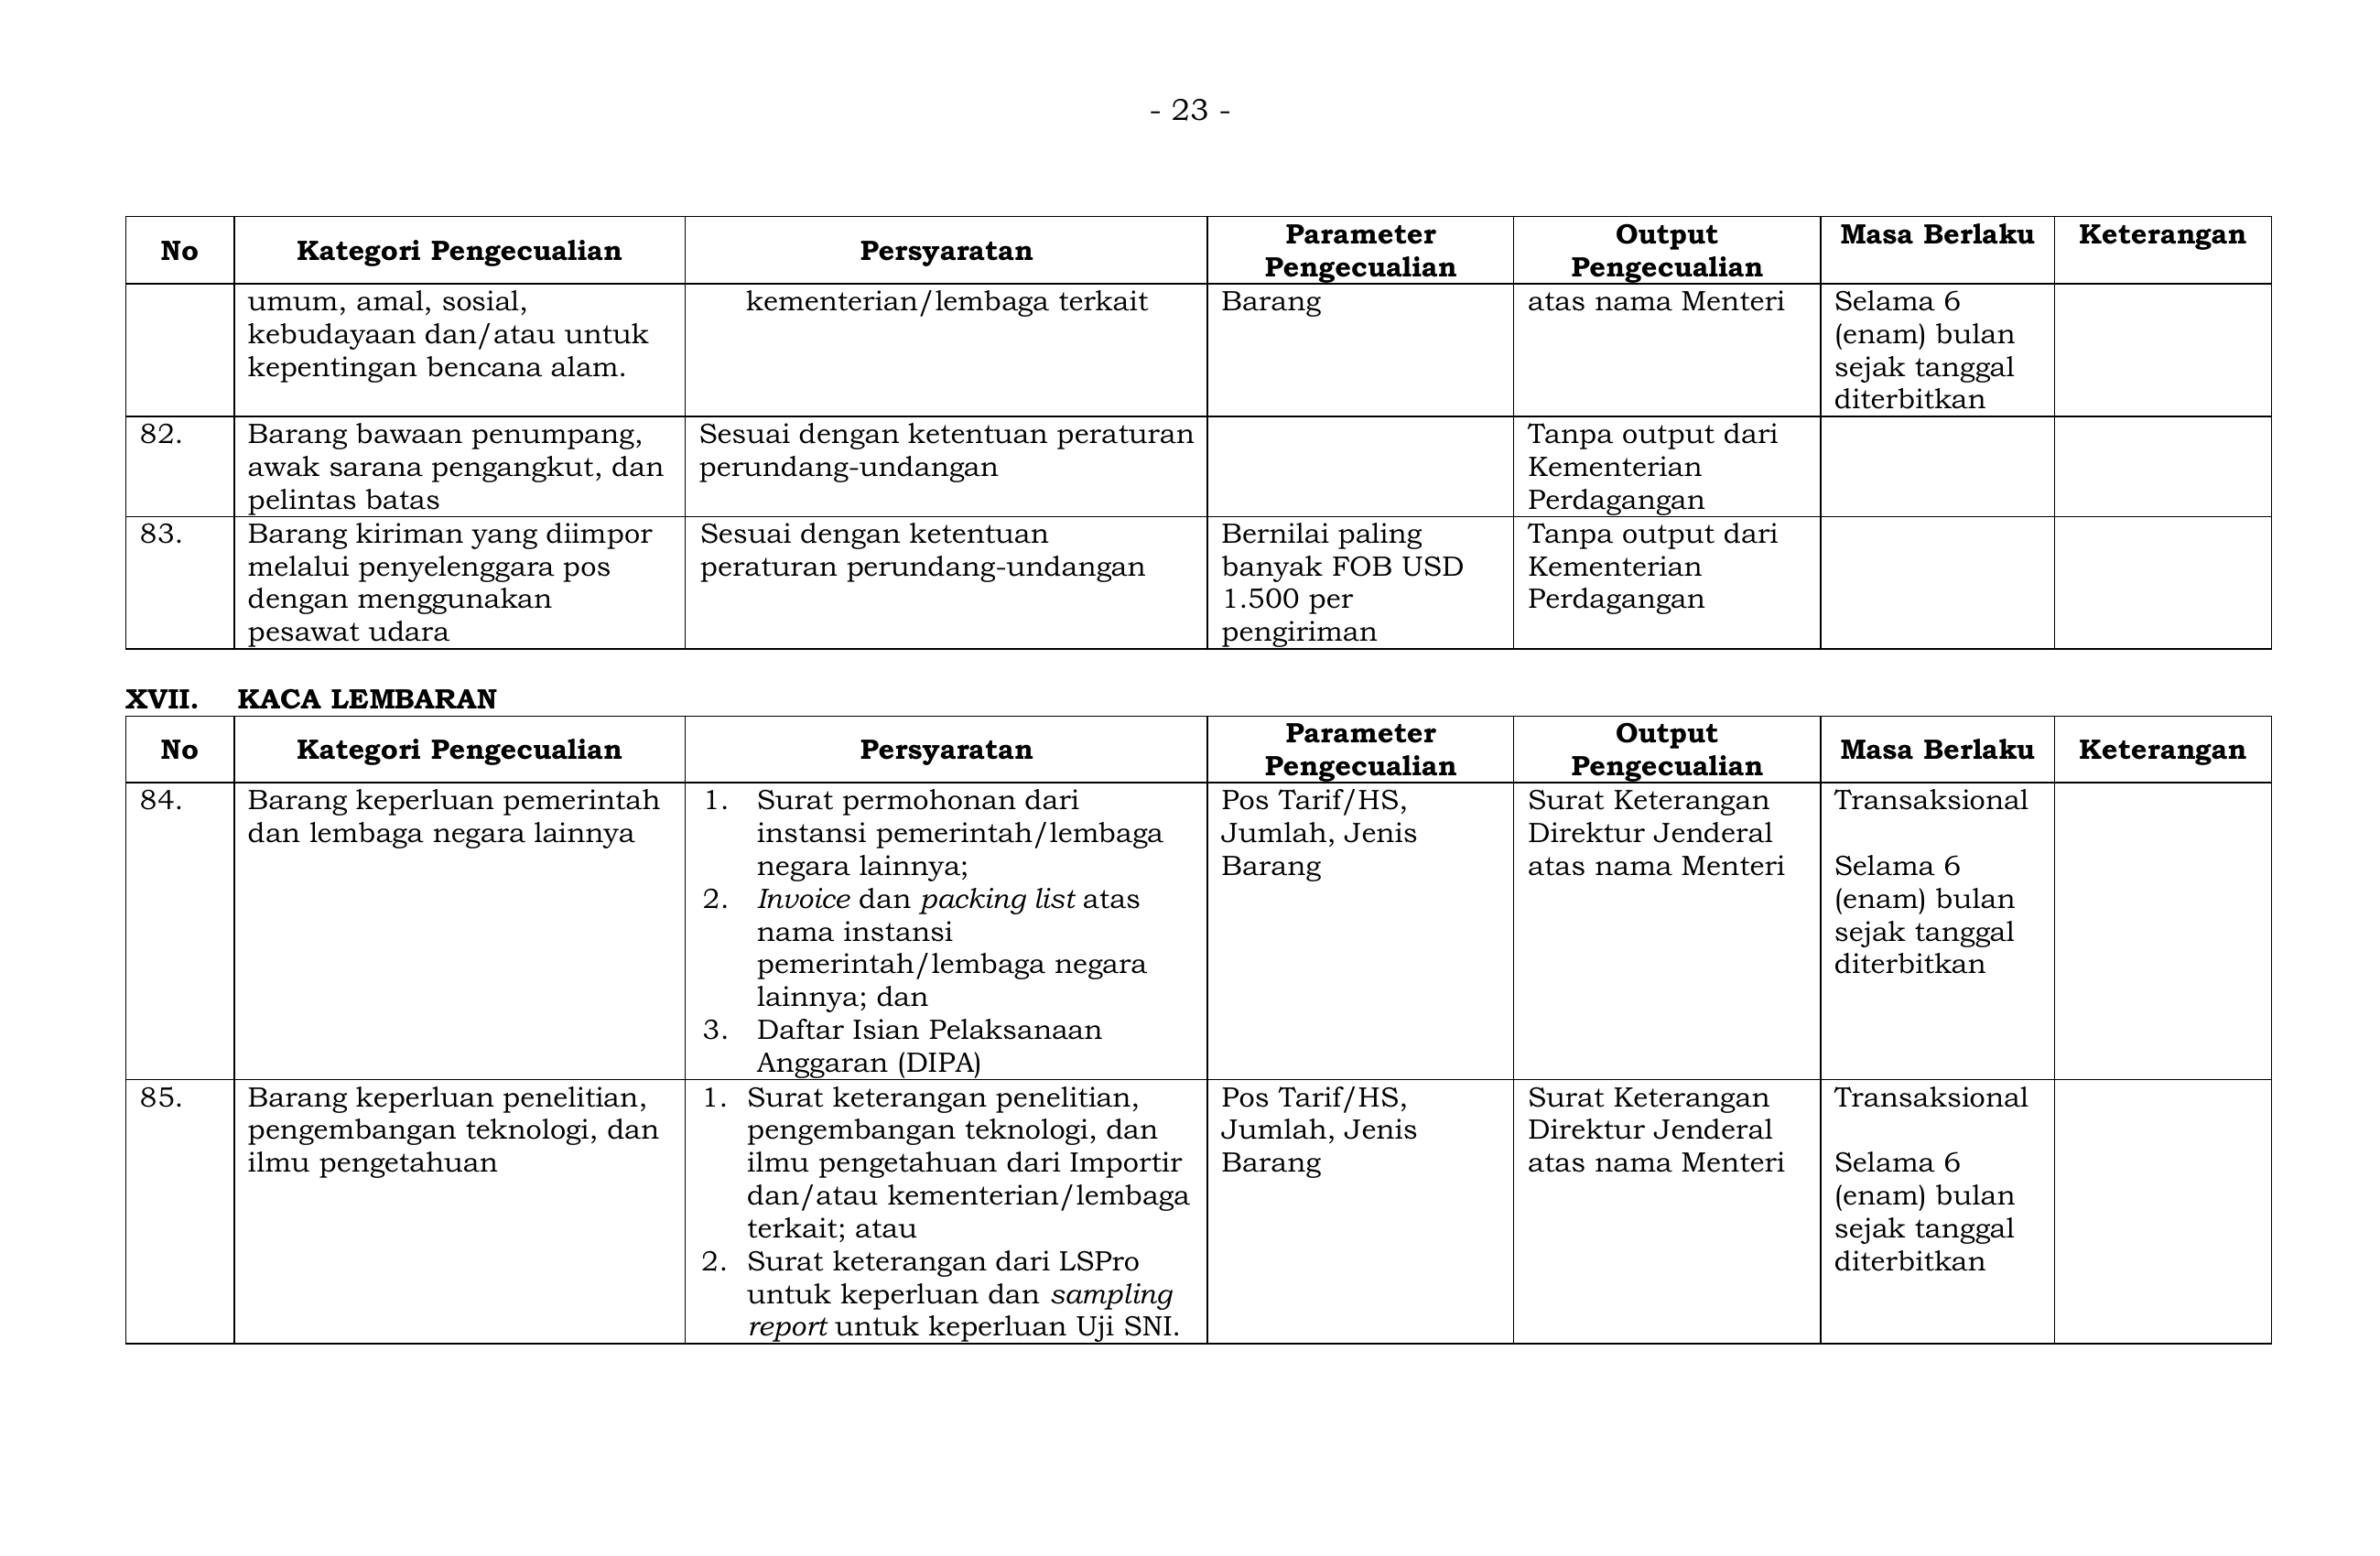 - 23 -
No
Kategori Pengecualian
Persyaratan
Parameter
Pengecualian
Output
Pengecualian
Masa Berlaku
Keterangan
umum, amal, sosial,
kebudayaan dan/atau untuk
kepentingan bencana alam.
kementerian/lembaga terkait
Barang
atas nama Menteri
Selama 6
(enam) bulan
sejak tanggal
diterbitkan
82.
Barang bawaan penumpang,
awak sarana pengangkut, dan
pelintas batas
Sesuai dengan ketentuan peraturan
perundang-undangan
Tanpa output dari
Kementerian
Perdagangan
83.
Barang kiriman yang diimpor
melalui penyelenggara pos
dengan menggunakan
pesawat udara
Sesuai dengan ketentuan
peraturan perundang-undangan
Bernilai paling
banyak FOB USD
1.500 per
pengiriman
Tanpa output dari
Kementerian
Perdagangan
XVII. KACA LEMBARAN
No
Kategori Pengecualian
Persyaratan
Parameter
Pengecualian
Output
Pengecualian
Masa Berlaku
Keterangan
84.
Barang keperluan pemerintah
dan lembaga negara lainnya
1. Surat permohonan dari
instansi pemerintah/lembaga
negara lainnya;
2. Invoice dan packing list atas
nama instansi
pemerintah/lembaga negara
lainnya; dan
3. Daftar Isian Pelaksanaan
Anggaran (DIPA)
Pos Tarif/HS,
Jumlah, Jenis
Barang
Surat Keterangan
Direktur Jenderal
atas nama Menteri
Transaksional
Selama 6
(enam) bulan
sejak tanggal
diterbitkan
85.
Barang keperluan penelitian,
pengembangan teknologi, dan
ilmu pengetahuan
1. Surat keterangan penelitian,
pengembangan teknologi, dan
ilmu pengetahuan dari Importir
dan/atau kementerian/lembaga
terkait; atau
2. Surat keterangan dari LSPro
untuk keperluan dan sampling
report untuk keperluan Uji SNI.
Pos Tarif/HS,
Jumlah, Jenis
Barang
Surat Keterangan
Direktur Jenderal
atas nama Menteri
Transaksional
Selama 6
(enam) bulan
sejak tanggal
diterbitkan